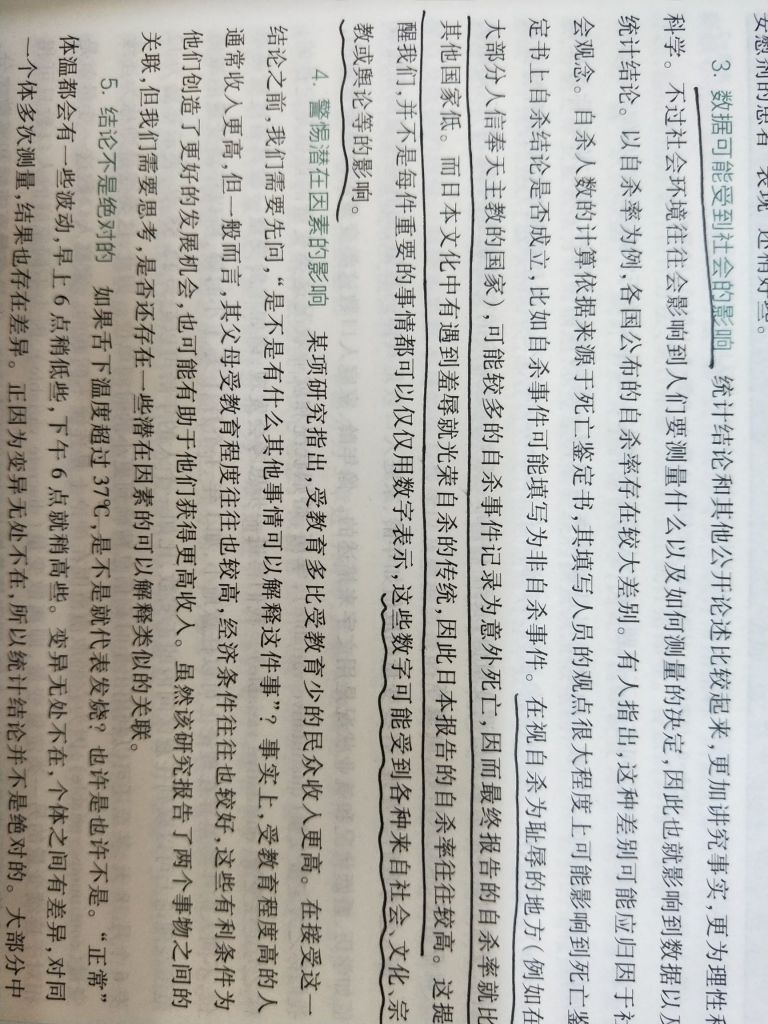 安慰剂的患者“表现”还稍好些。
3. 数据可能受到社会的影响 统计结论和其他公开论述比较起来,更加讲究事实,更为理性和
科学。不过社会环境往往会影响到人们要测量什么以及如何测量的决定,因此也就影响到数据以及
统计结论。以自杀率为例,各国公布的自杀率存在较大差别。有人指出,这种差别可能应归因于社
会观念。自杀人数的计算依据来源于死亡鉴定书,其填写人员的观点很大程度上可能影响到死亡鉴
定书上自杀结论是否成立,比如自杀事件可能填写为非自杀事件。在视自杀为耻辱的地方(例如在
大部分人信奉天主教的国家),可能较多的自杀事件记录为意外死亡,因而最终报告的自杀率就比
其他国家低。而日本文化中有遇到羞辱就光荣自杀的传统,因此日本报告的自杀率往往较高。这提
醒我们,并不是每件重要的事情都可以仅仅用数字表示,这些数字可能受到各种来自社会、文化、宗
教或舆论等的影响。
4. 警惕潜在因素的影响 某项研究指出,受教育多比受教育少的民众收入更高。在接受这一
结论之前,我们需要先问,“是不是有什么其他事情可以解释这件事”?事实上,受教育程度高的人
通常收入更高,但一般而言,其父母受教育程度往往也较高,经济条件往往也较好,这些有利条件为
他们创造了更好的发展机会,也可能有助于他们获得更高收入。虽然该研究报告了两个事物之间的
关联,但我们需要思考,是否还存在一些潜在因素的可以解释类似的关联。
5. 结论不是绝对的 如果舌下温度超过37℃,是不是就代表发烧?也许是也许不是。“正常”
体温都会有一些波动,早上6点稍低些,下午6点就稍高些。变异无处不在,个体之间有差异,对同
一个体多次测量,结果也存在差异。正因为变异无处不在,所以统计结论并不是绝对的。大部分中